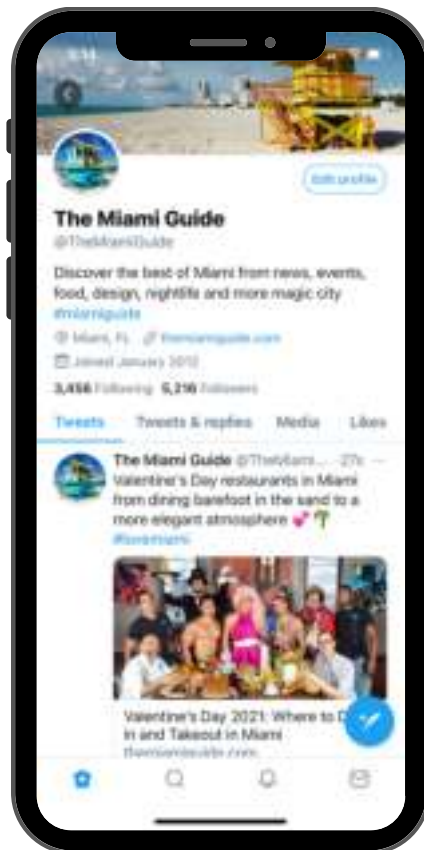 Edit profile
The Miami Guide
@TheMiamiGuide
Discover the best of Miami from news, events,
food, design, nightlife and more magic city
#miamiguide
Miami, FL themiamiguide.com
Joined January 2012
Following 5,216 Followers
Tweets Tweets & replies Media Likes
The Miami Guide @TheMiami...
Valentine's Day restaurants in Miami
from dining barefoot in the sand to a
more elegant atmosphere 💕🌴
Valentine's Day 2021: Where to D
In and Takeout in Miami
themiamiguide.com